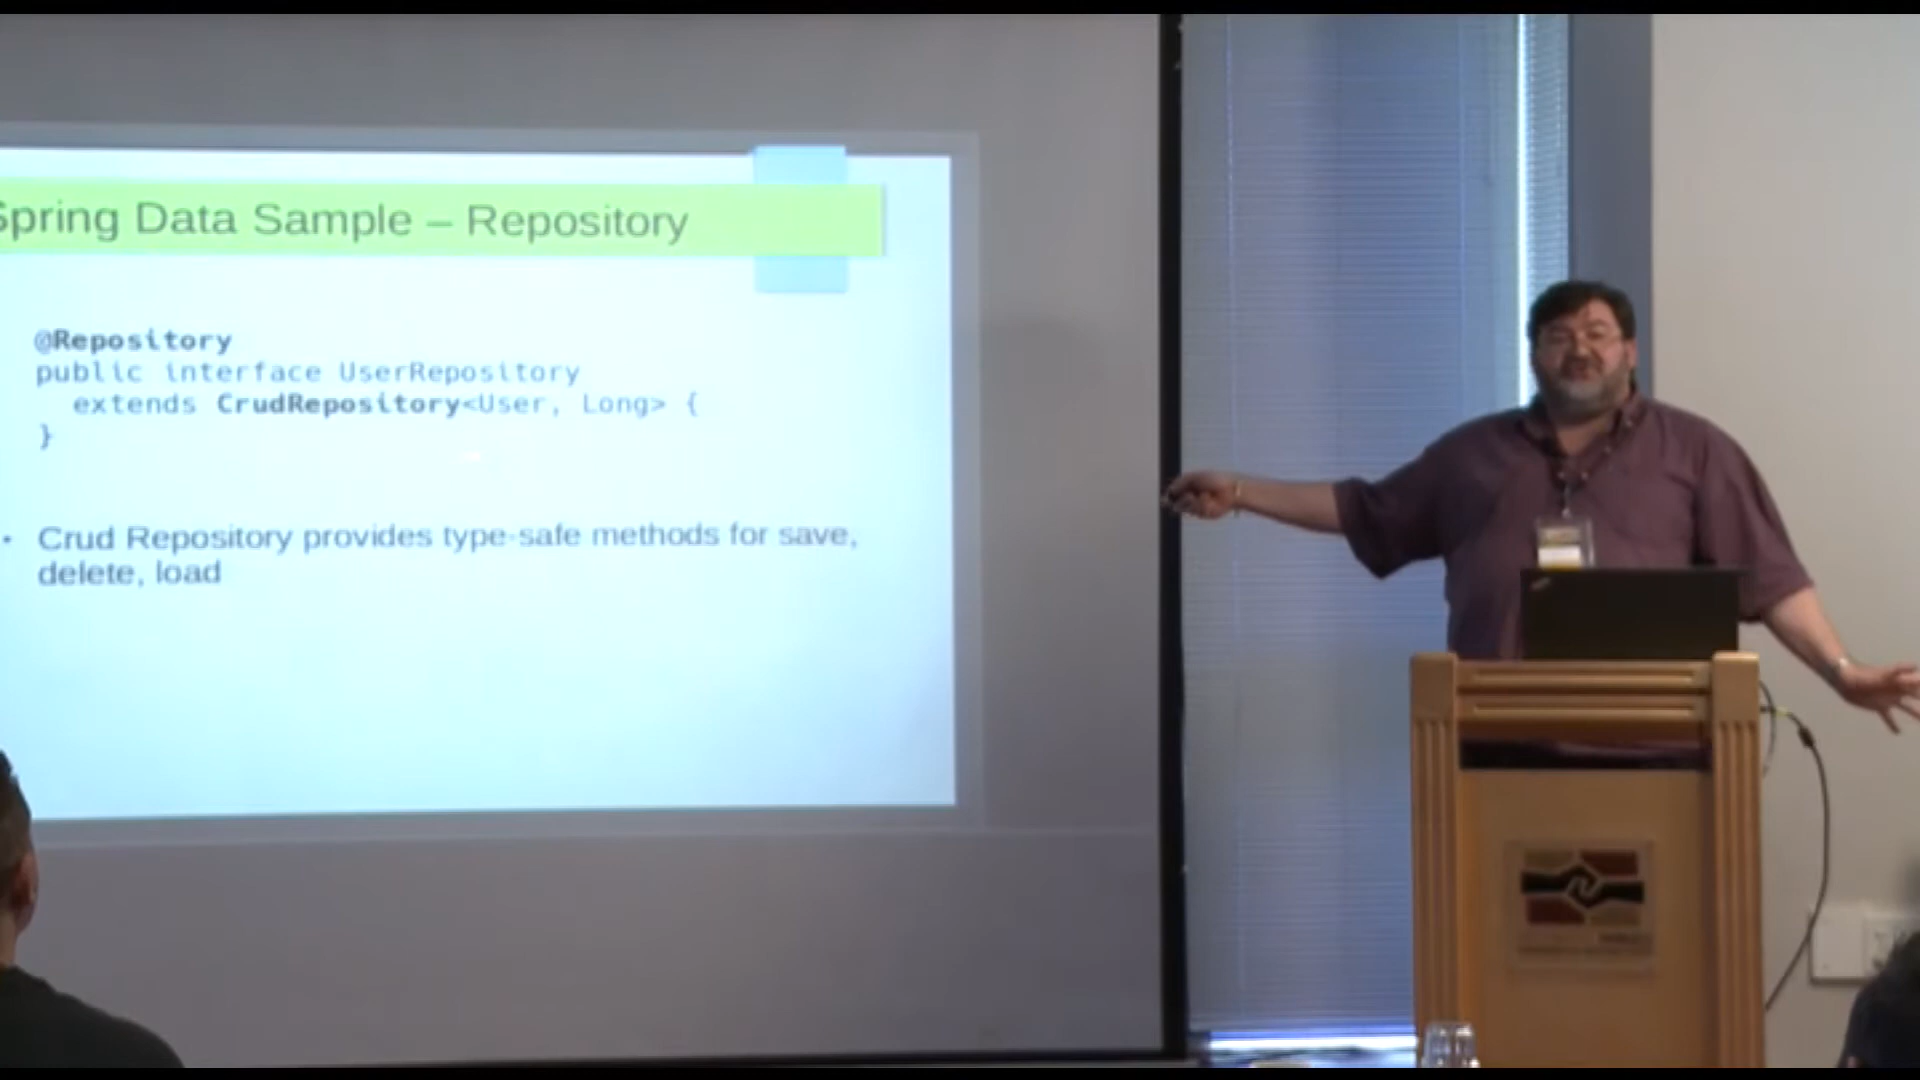 Spring Data Sample – Repository
@Repository
public interface UserRepository
extends CrudRepository<User, Long> {
}
• Crud Repository provides type-safe methods for save,
delete, load